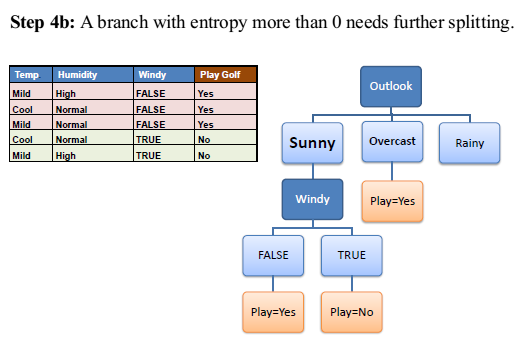 Step 4b: A branch with entropy more than 0 needs further splitting.
Temp Humidity Windy Play Golf
Mild High FALSE Yes
Cool Normal FALSE Yes
Mild Normal FALSE Yes
Cool Normal TRUE No
Mild High TRUE No
Outlook
Sunny Overcast Rainy
Windy Play=Yes
FALSE TRUE
Play=Yes Play=No